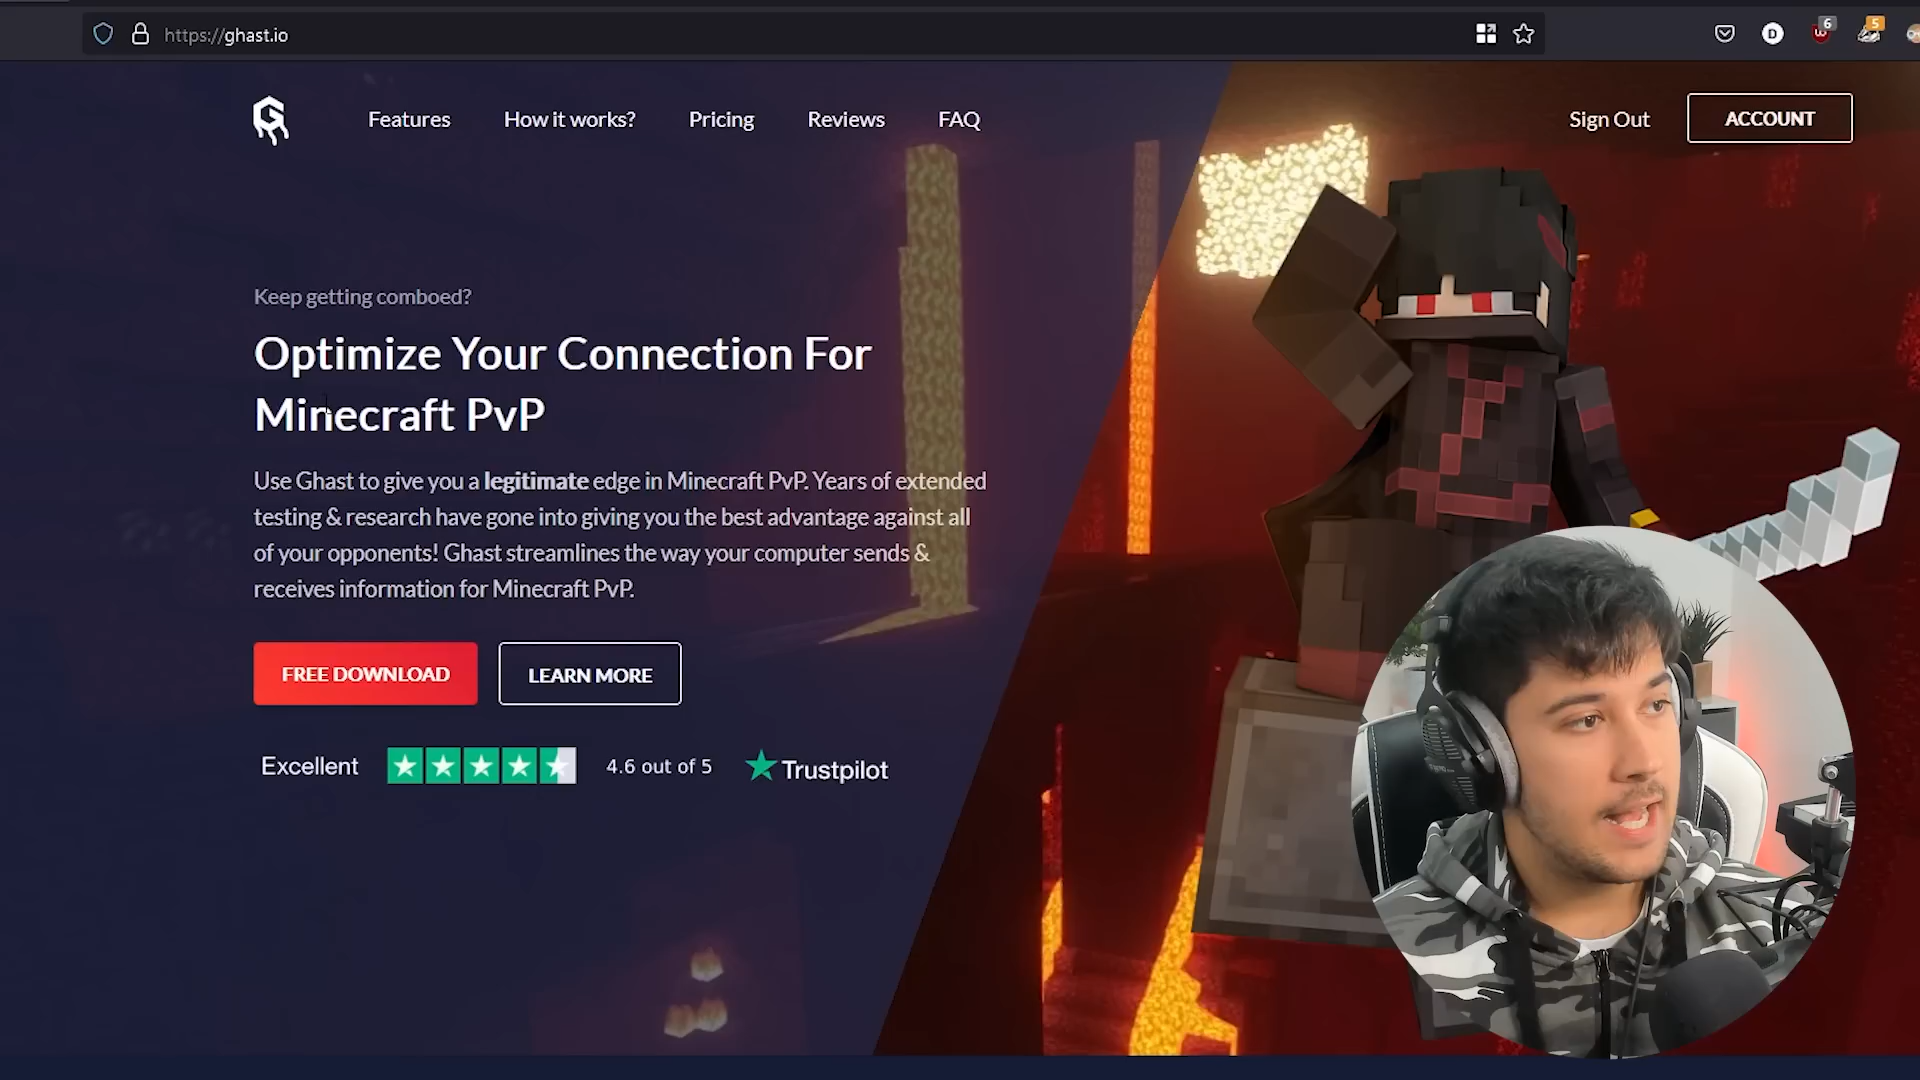 https://ghast.io
6
5
D
Features
How it works?
Pricing
Reviews
FAQ
Sign Out
ACCOUNT
Keep getting comboed?
Optimize Your Connection For
Minecraft PvP
Use Ghast to give you a legitimate edge in Minecraft PvP. Years of extended
testing & research have gone into giving you the best advantage against all
of your opponents! Ghast streamlines the way your computer sends &
receives information for Minecraft PvP.
FREE DOWNLOAD
LEARN MORE
Excellent
4.6 out of 5
Trustpilot